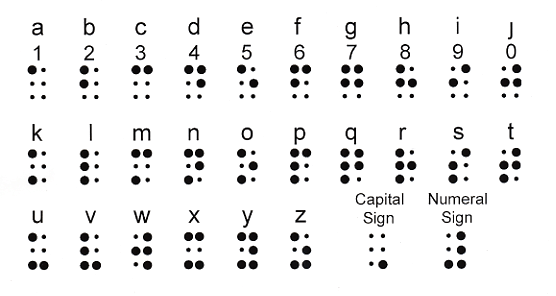 a b c d e f g h i j
1 2 3 4 5 6 7 8 9 0
k l m n o p q r s t
u v w x y z Capital Sign Numeral Sign